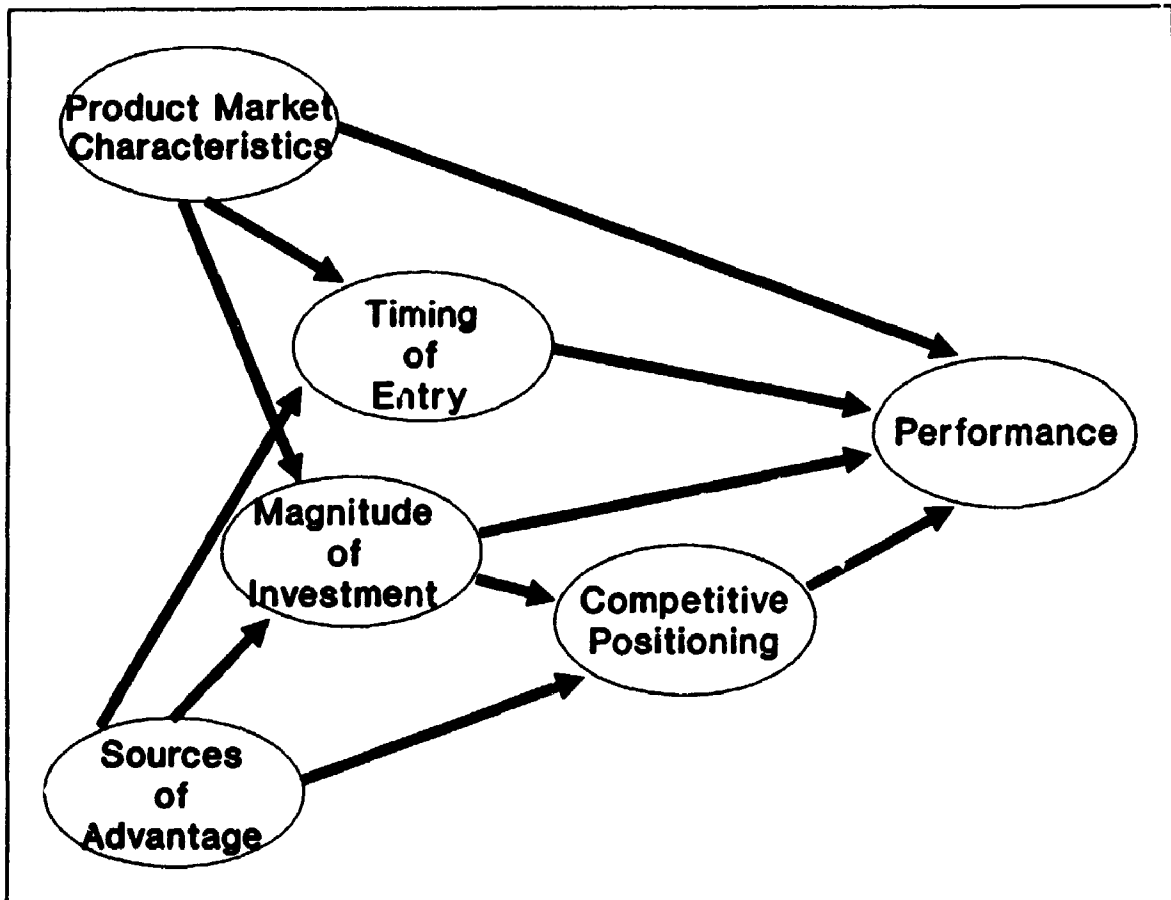 Product Market
Characteristics
Timing
of
Entry
Performance
Magnitude
of
Investment
Competitive
Positioning
Sources
of
Advantage